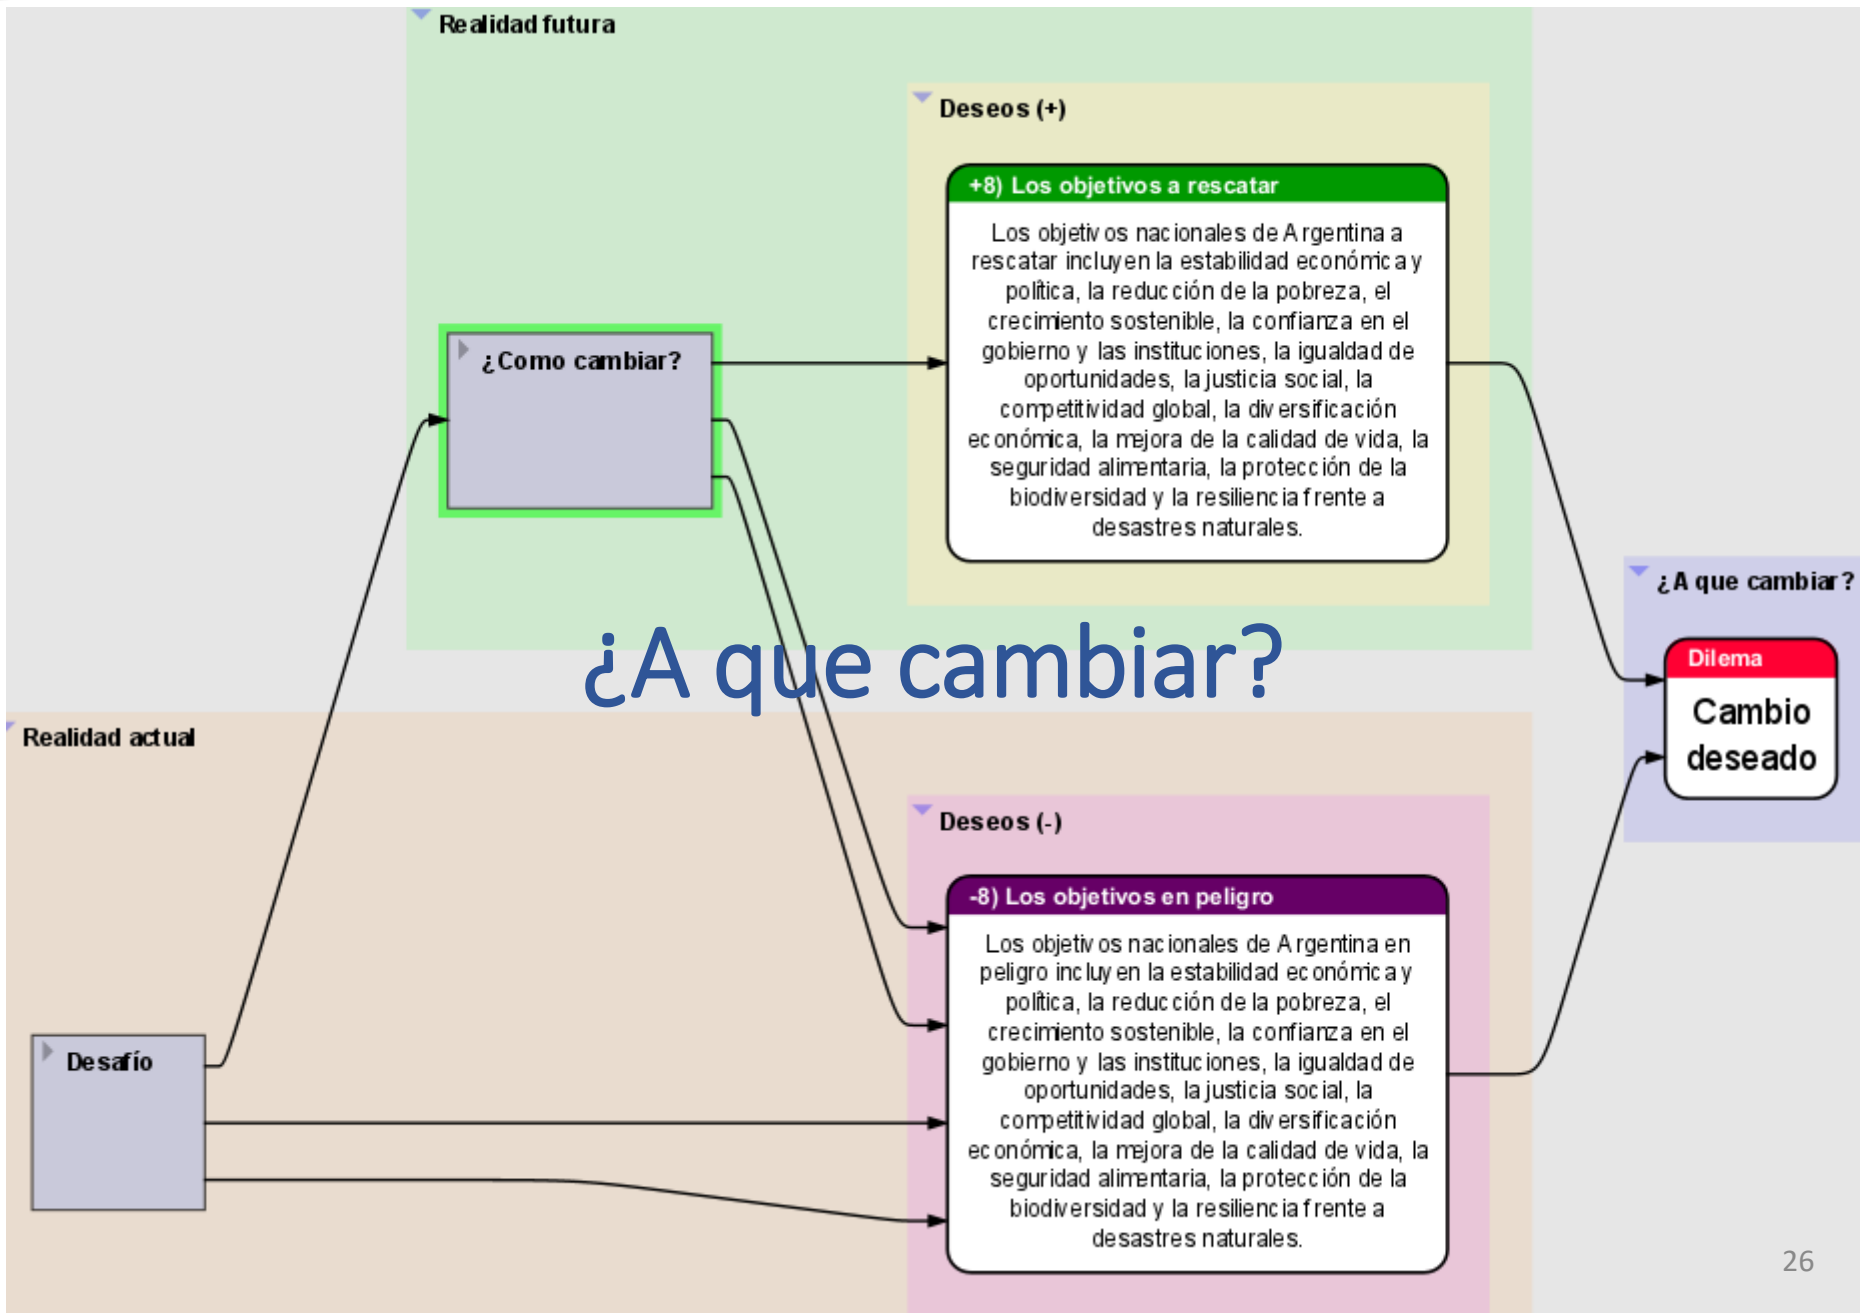 Realidad futura
Deseos (+)
+8) Los objetivos a rescatar
Los objetivos nacionales de Argentina a
rescatar incluyen la estabilidad económica y
política, la reducción de la pobreza, el
crecimiento sostenible, la confianza en el
gobierno y las instituciones, la igualdad de
oportunidades, la justicia social, la
competitividad global, la diversificación
económica, la mejora de la calidad de vida, la
seguridad alimentaria, la protección de la
biodiversidad y la resiliencia frente a
desastres naturales.
¿Como cambiar?
¿A que cambiar?
Dilema
Cambio
deseado
¿A que cambiar?
Realidad actual
Deseos (-)
-8) Los objetivos en peligro
Los objetivos nacionales de Argentina en
peligro incluyen la estabilidad económica y
política, la reducción de la pobreza, el
crecimiento sostenible, la confianza en el
gobierno y las instituciones, la igualdad de
oportunidades, la justicia social, la
competitividad global, la diversificación
económica, la mejora de la calidad de vida, la
seguridad alimentaria, la protección de la
biodiversidad y la resiliencia frente a
desastres naturales.
Desafío
26